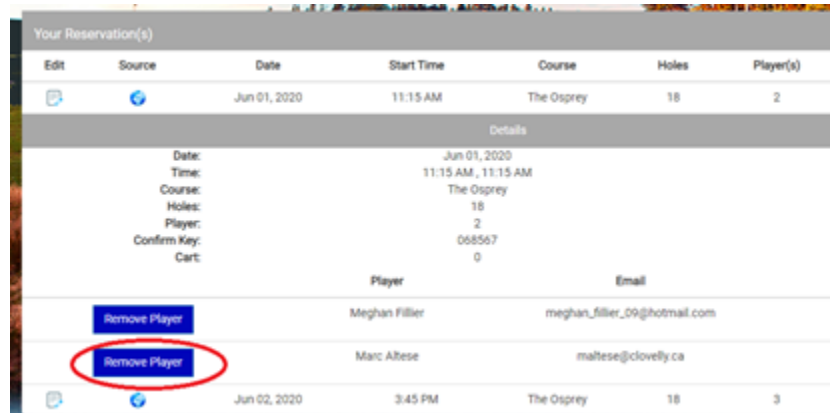 Your Reservation(s)
Edit Source Date Start Time Course Holes Player(s)
Jun 01, 2020 11:15 AM The Osprey 18 2
Details
Date: Jun 01, 2020
Time: 11:15 AM , 11:15 AM
Course: The Osprey
Holes: 18
Player: 2
Confirm Key: 068567
Cart: 0
Player Email
Remove Player Meghan Fillier meghan_fillier_09@hotmail.com
Remove Player Marc Altese maltese@clovelly.ca
Jun 02, 2020 3:45 PM The Osprey 18 3